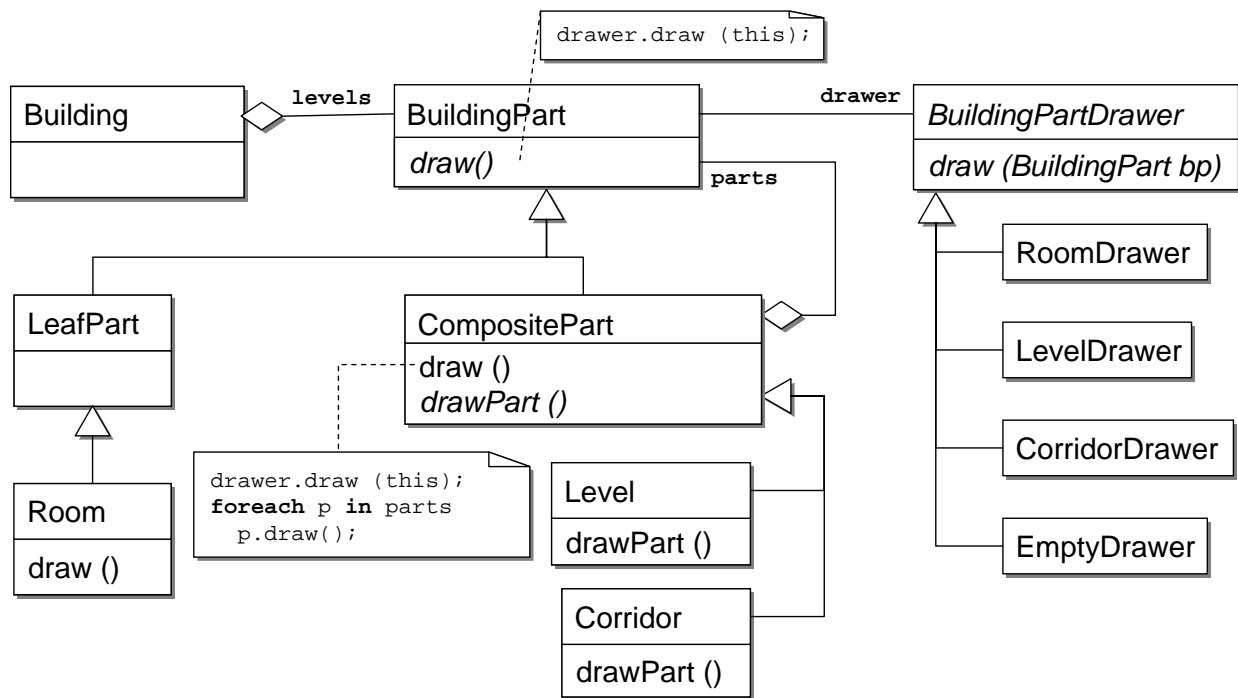 drawer.draw (this);
Building
levels
BuildingPart
draw()
drawer
BuildingPartDrawer
draw (BuildingPart bp)
parts
RoomDrawer
LevelDrawer
CorridorDrawer
EmptyDrawer
LeafPart
CompositePart
draw ()
drawPart ()
drawer.draw (this);
foreach p in parts
p.draw();
Room
draw ()
Level
drawPart ()
Corridor
drawPart ()